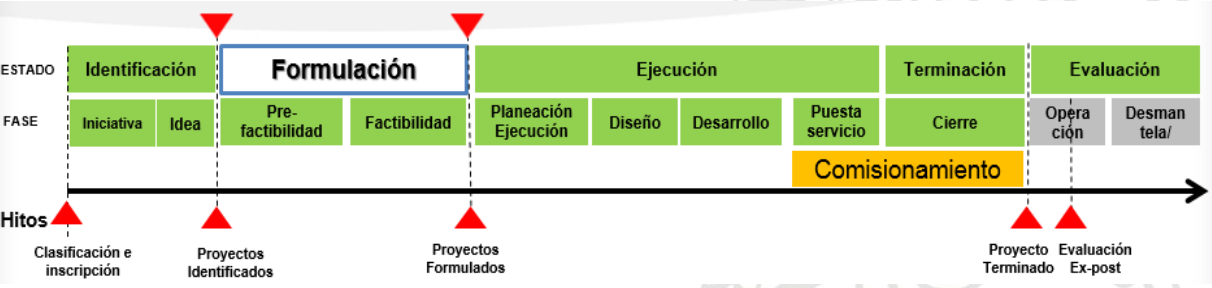 ESTADO Identificación Formulación Ejecución Terminación Evaluación
FASE Iniciativa Idea Pre-
factibilidad Factibilidad Planeación
Ejecución Diseño Desarrollo Puesta
servicio Cierre Opera
ción Desman
tela/
Comisionamiento
Hitos
Clasificación e
inscripción
Proyectos
Identificados
Proyectos
Formulados
Proyecto
Terminado
Evaluación
Ex-post